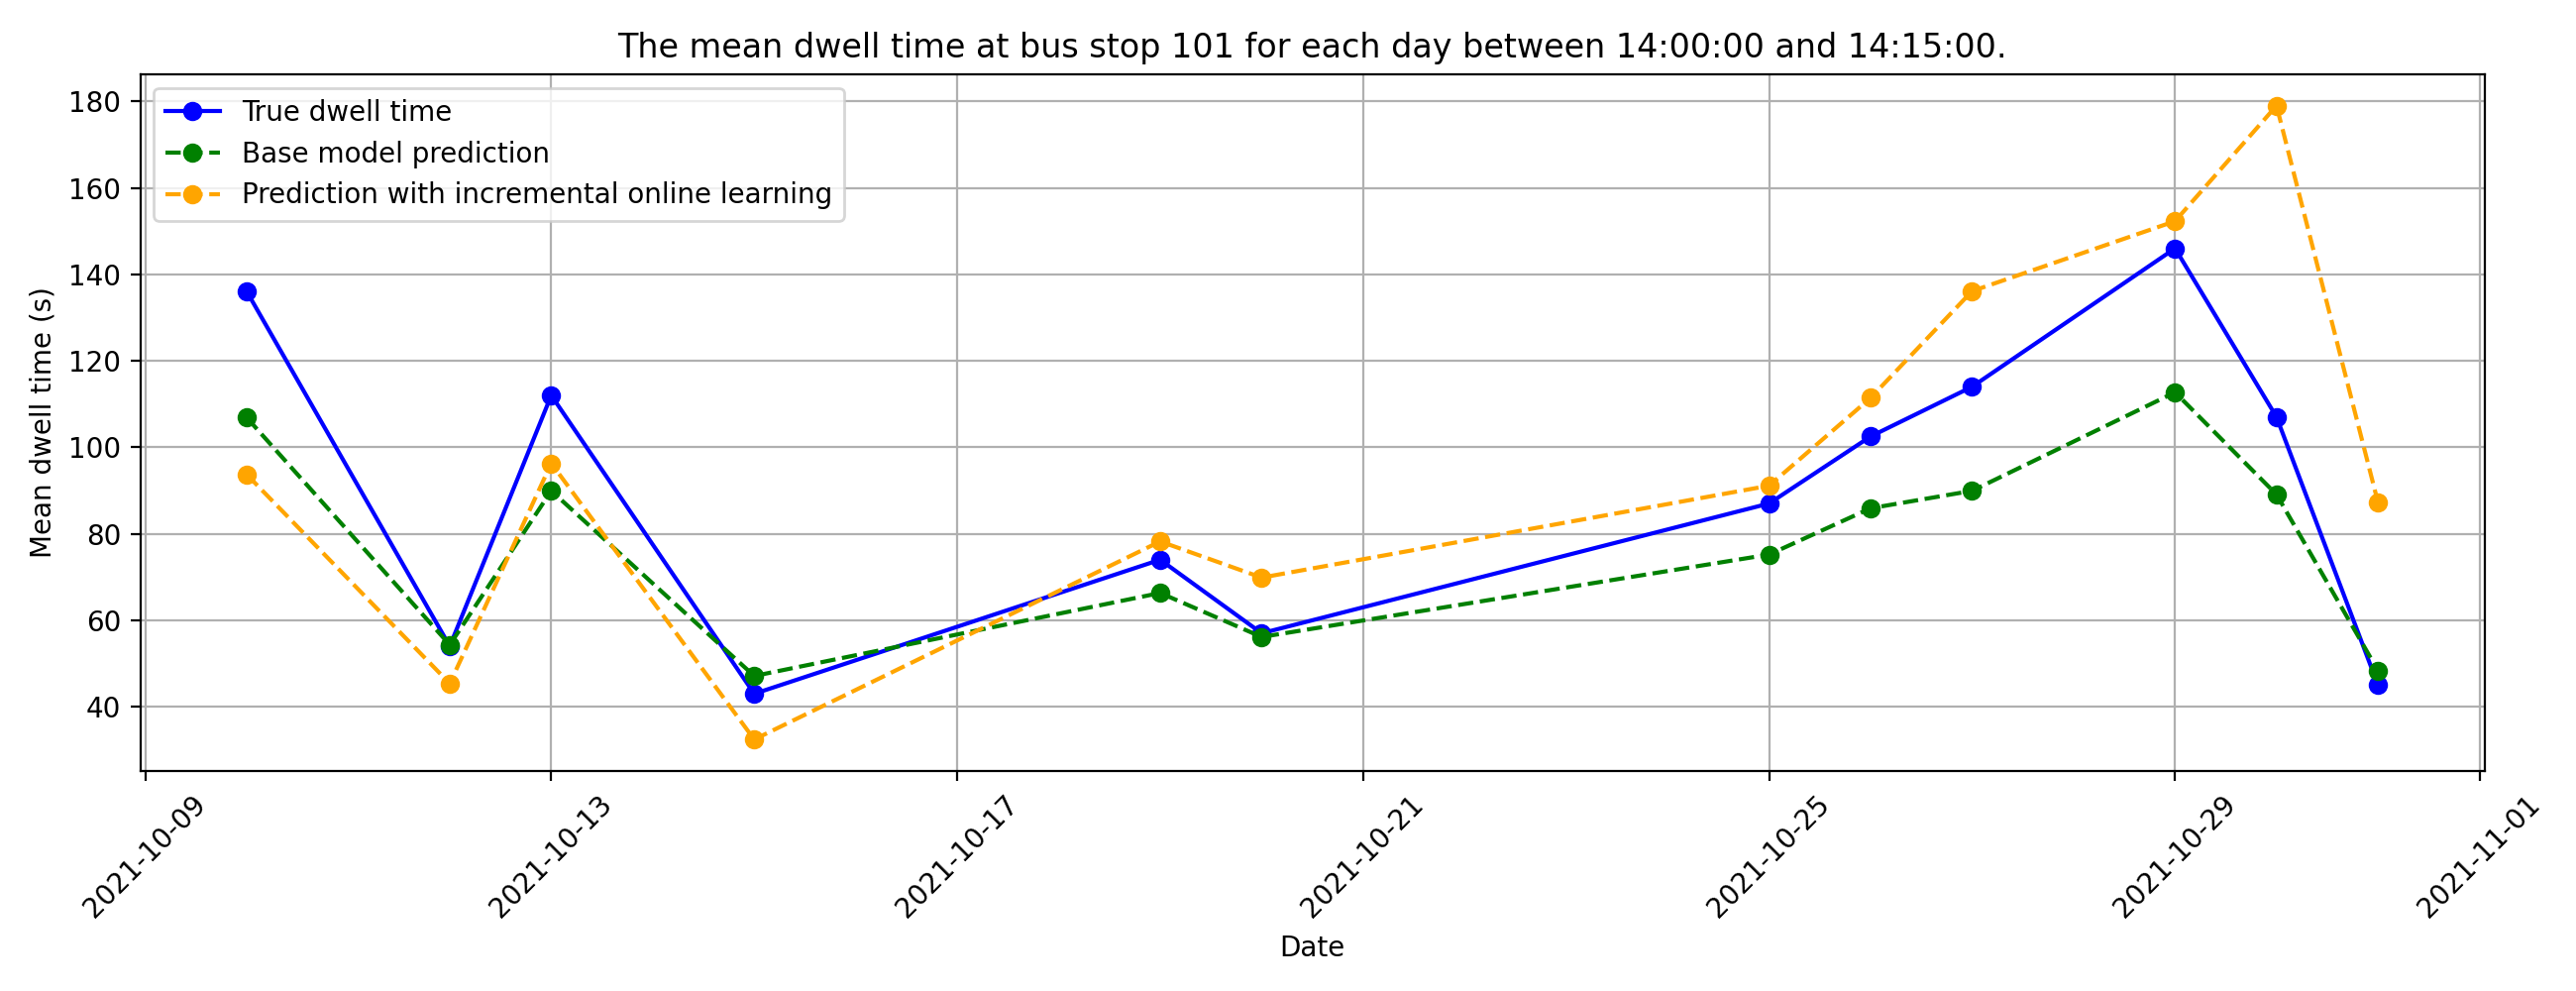 The mean dwell time at bus stop 101 for each day between 14:00:00 and 14:15:00.
True dwell time
Base model prediction
Prediction with incremental online learning
Mean dwell time (s)
180
160
140
120
100
80
60
40
2021-10-09
2021-10-13
2021-10-17
2021-10-21
2021-10-25
2021-10-29
2021-11-01
Date